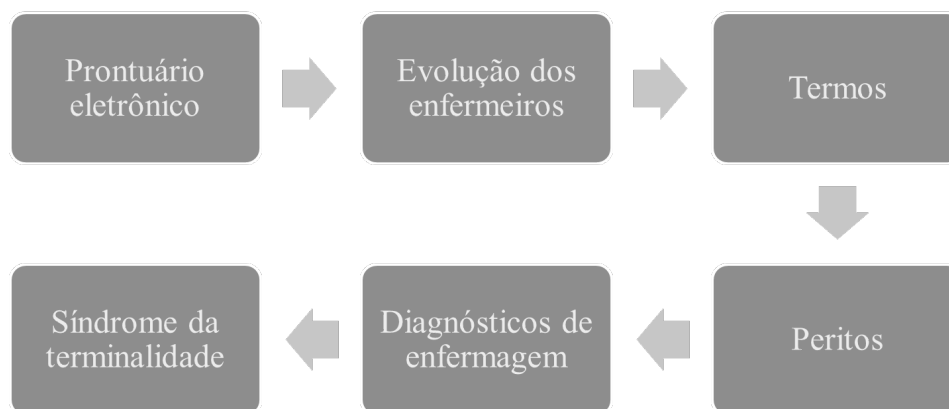 Prontuário
eletrônico
Evolução dos
enfermeiros
Termos
Síndrome da
terminalidade
Diagnósticos de
enfermagem
Peritos